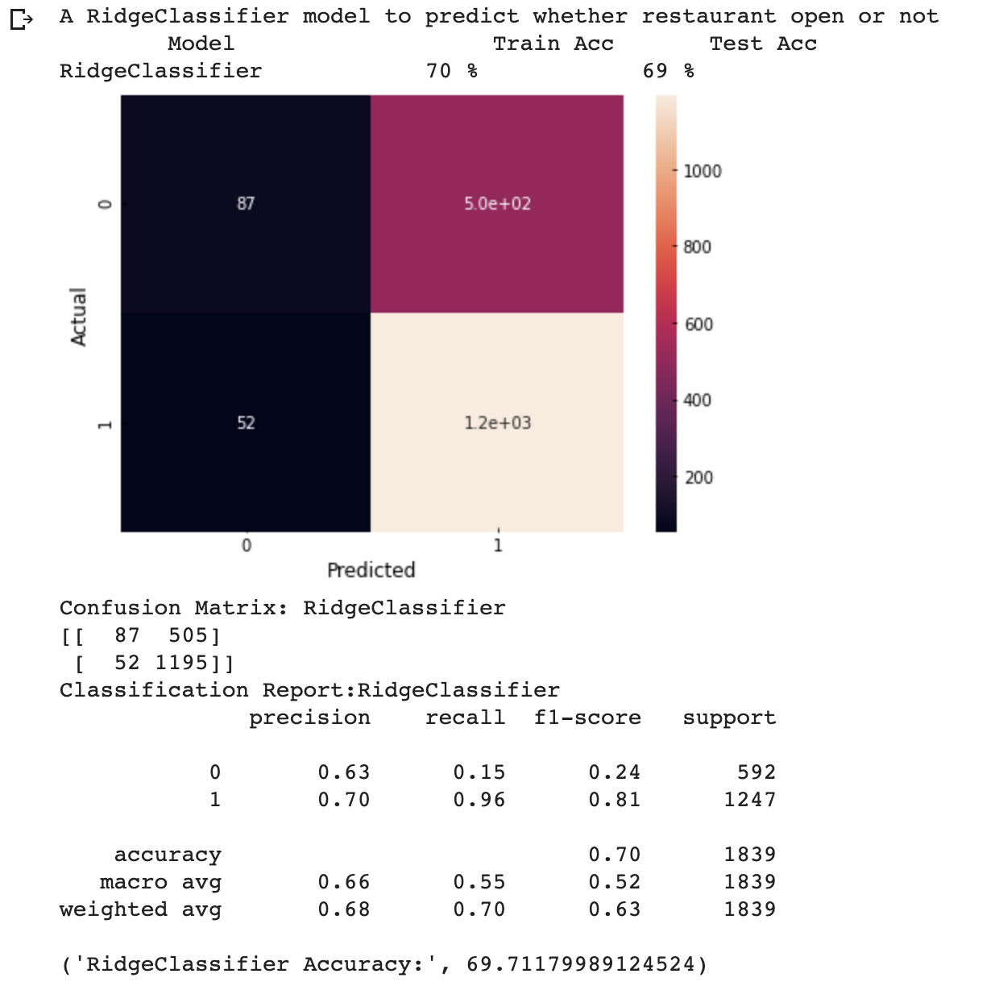 A RidgeClassifier model to predict whether restaurant open or not
Model Train Acc Test Acc
RidgeClassifier 70 % 69 %
87 5.0e+02
52 1.2e+03
0
1
Actual
0 1
Predicted
1000
800
600
400
200
Confusion Matrix: RidgeClassifier
[[ 87 505]
[ 52 1195]]
Classification Report:RidgeClassifier
precision recall f1-score support
0 0.63 0.15 0.24 592
1 0.70 0.96 0.81 1247
accuracy 0.70 1839
macro avg 0.66 0.55 0.52 1839
weighted avg 0.68 0.70 0.63 1839
('RidgeClassifier Accuracy:', 69.71179989124524)